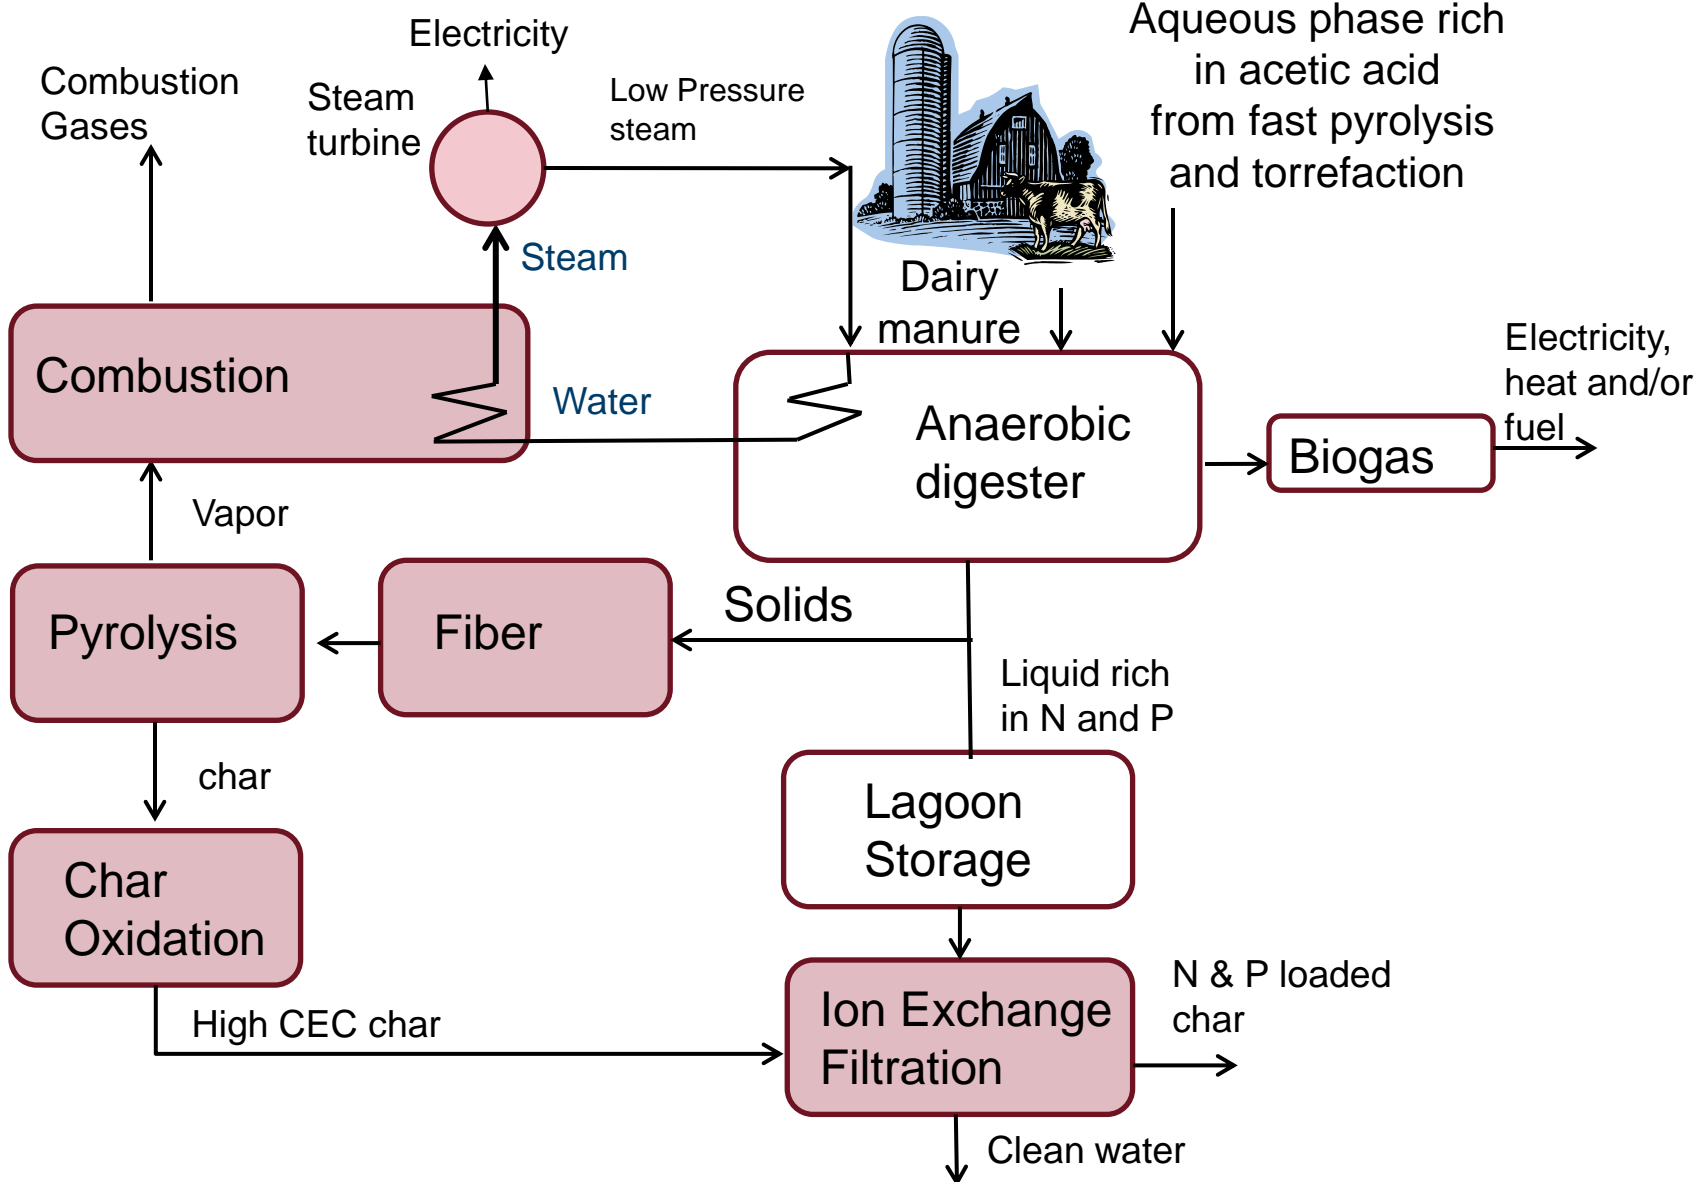 Electricity
Aqueous phase rich
in acetic acid
from fast pyrolysis
and torrefaction
Combustion
Gases
Steam
turbine
Low Pressure
steam
Steam
Dairy
manure
Electricity,
heat and/or
fuel
Combustion
Water
Anaerobic
digester
Biogas
Vapor
Pyrolysis
Fiber
Solids
Liquid rich
in N and P
char
Lagoon
Storage
Char
Oxidation
High CEC char
Ion Exchange
Filtration
N & P loaded
char
Clean water